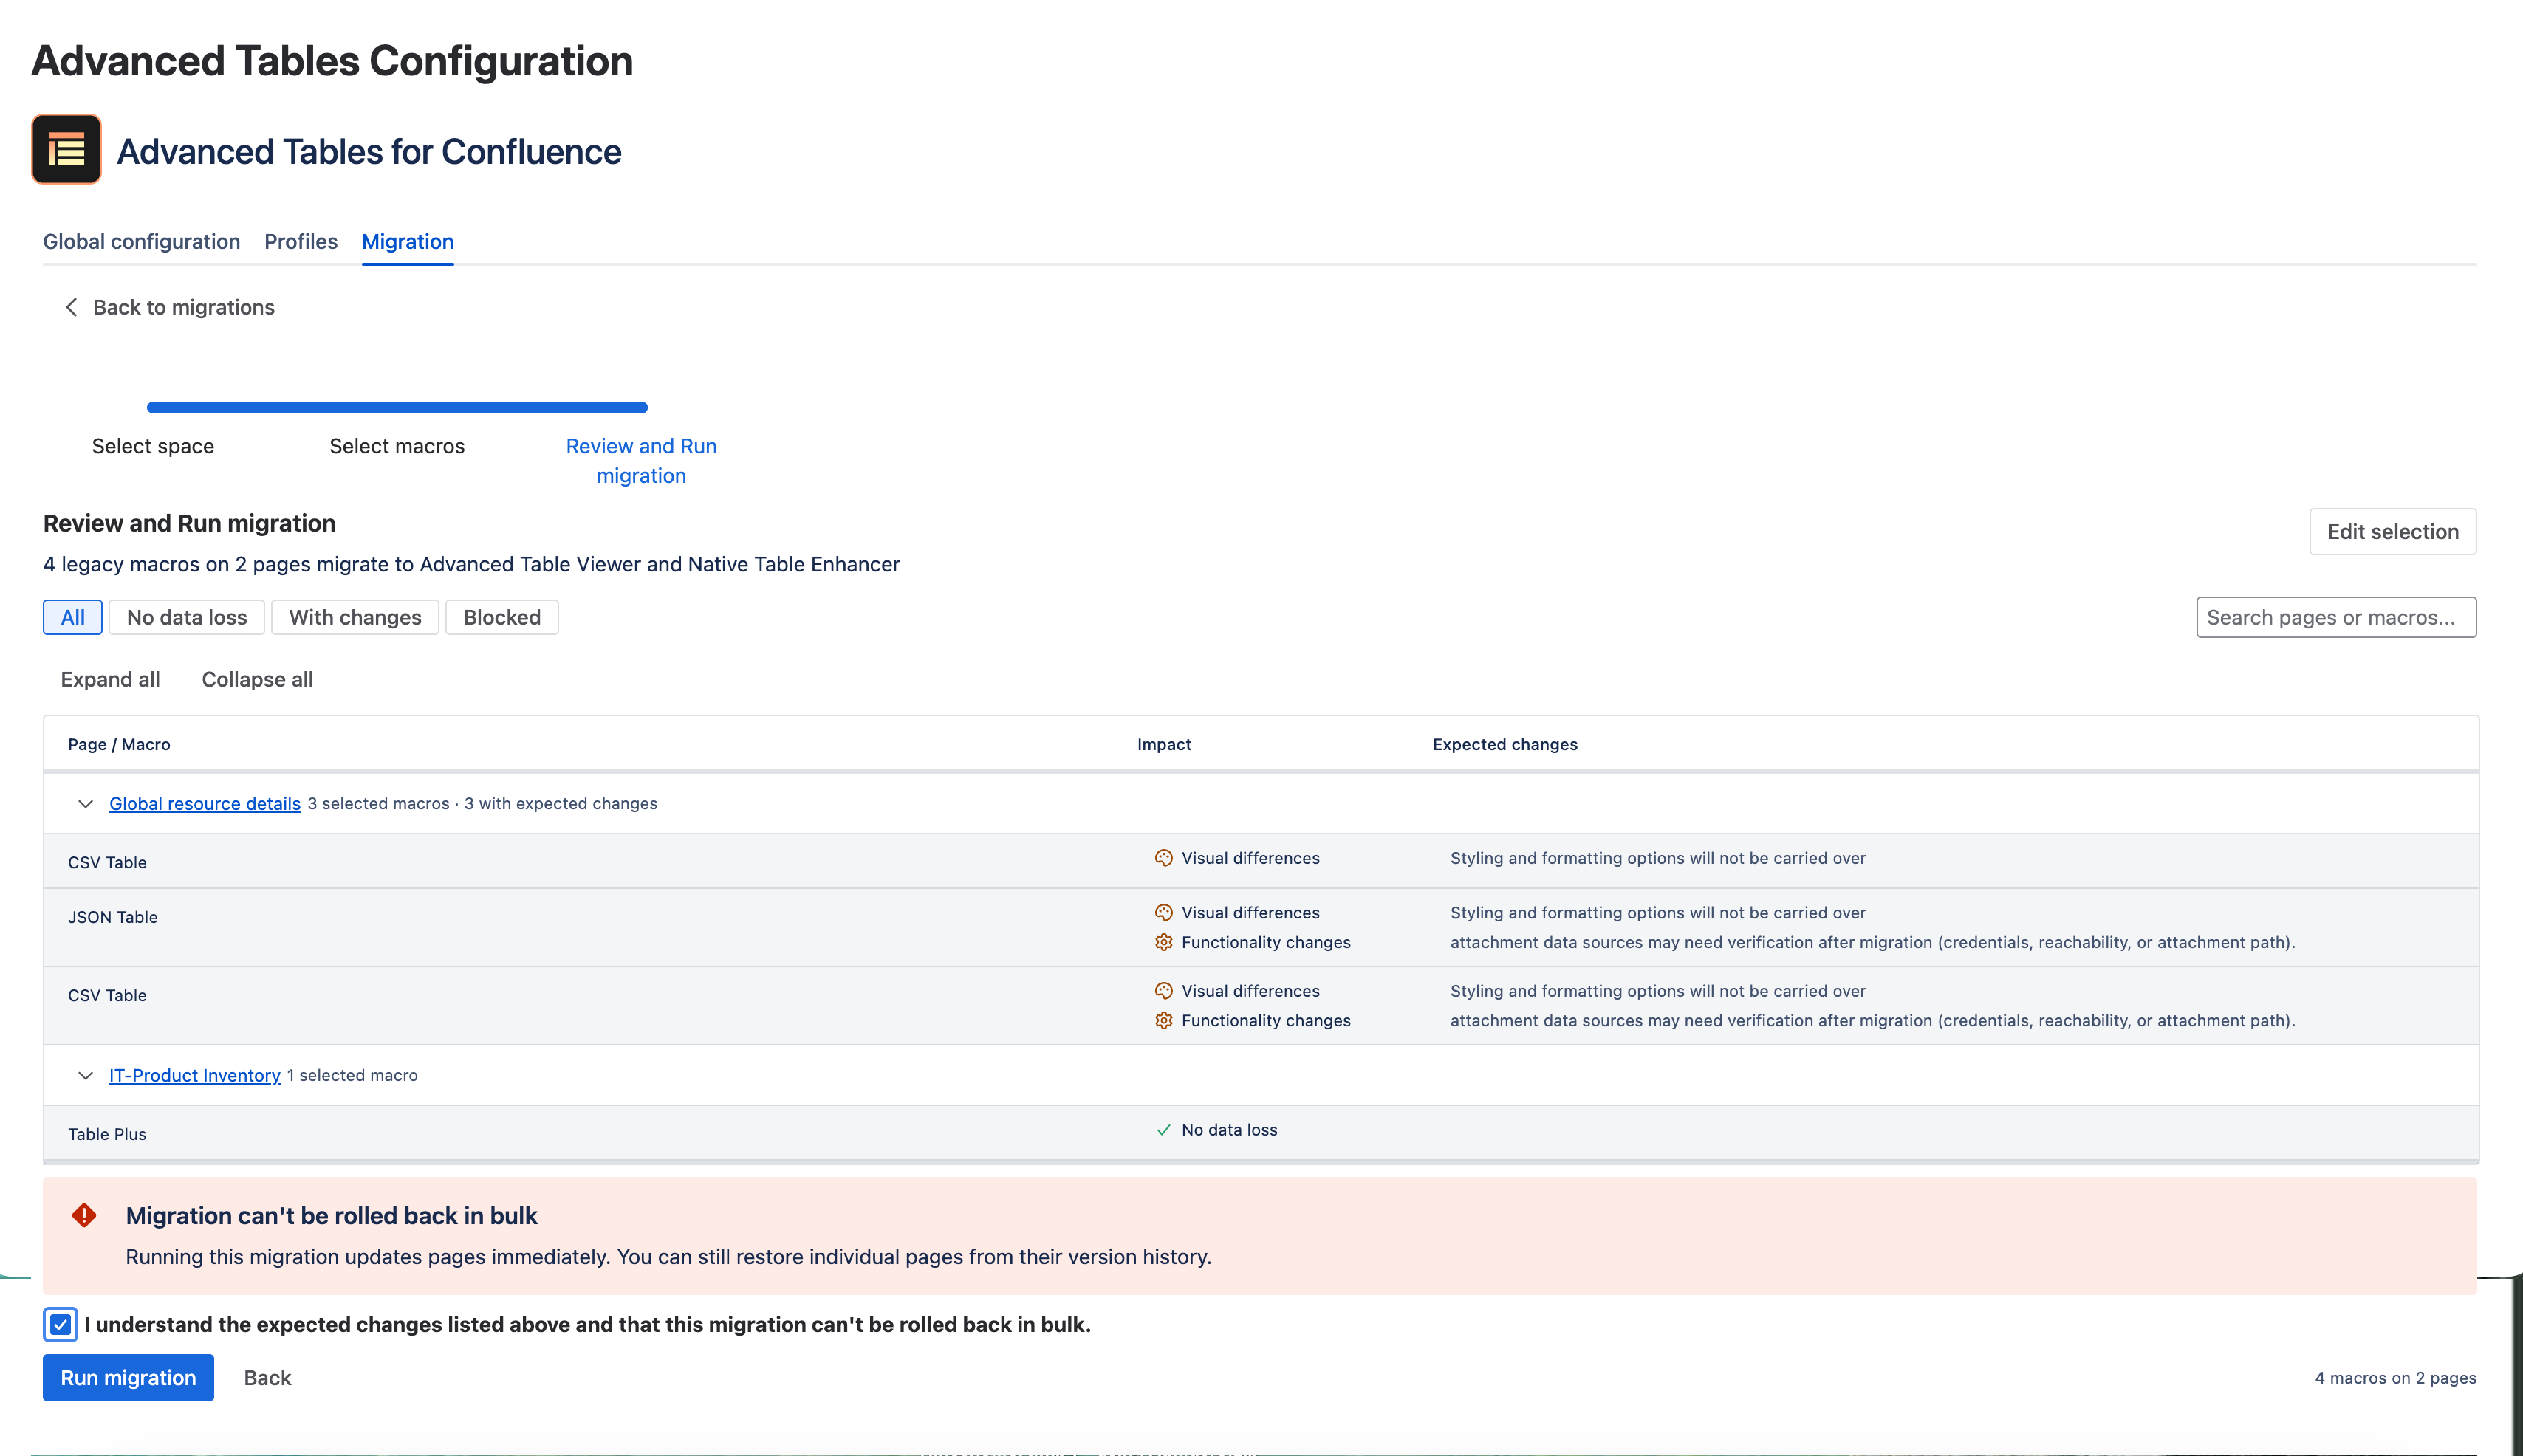 Advanced Tables Configuration
Advanced Tables for Confluence
Global configuration Profiles Migration
Back to migrations
Select space Select macros Review and Run
migration
Review and Run migration
Edit selection
4 legacy macros on 2 pages migrate to Advanced Table Viewer and Native Table Enhancer
All No data loss With changes Blocked Search pages or macros...
Expand all Collapse all
Page / Macro Impact Expected changes
Global resource details 3 selected macros · 3 with expected changes
CSV Table Visual differences Styling and formatting options will not be carried over
JSON Table Visual differences Styling and formatting options will not be carried over
Functionality changes attachment data sources may need verification after migration (credentials, reachability, or attachment path).
CSV Table Visual differences Styling and formatting options will not be carried over
Functionality changes attachment data sources may need verification after migration (credentials, reachability, or attachment path).
IT-Product Inventory 1 selected macro
Table Plus No data loss
Migration can't be rolled back in bulk
Running this migration updates pages immediately. You can still restore individual pages from their version history.
I understand the expected changes listed above and that this migration can't be rolled back in bulk.
Run migration Back 4 macros on 2 pages